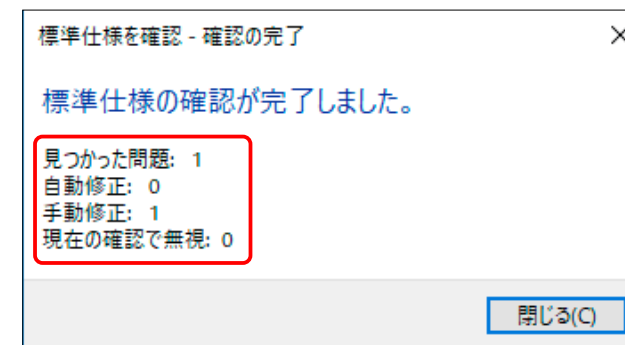 標準仕様を確認 - 確認の完了
標準仕様の確認が完了しました。
見つかった問題: 1
自動修正: 0
手動修正: 1
現在の確認で無視: 0
閉じる(C)